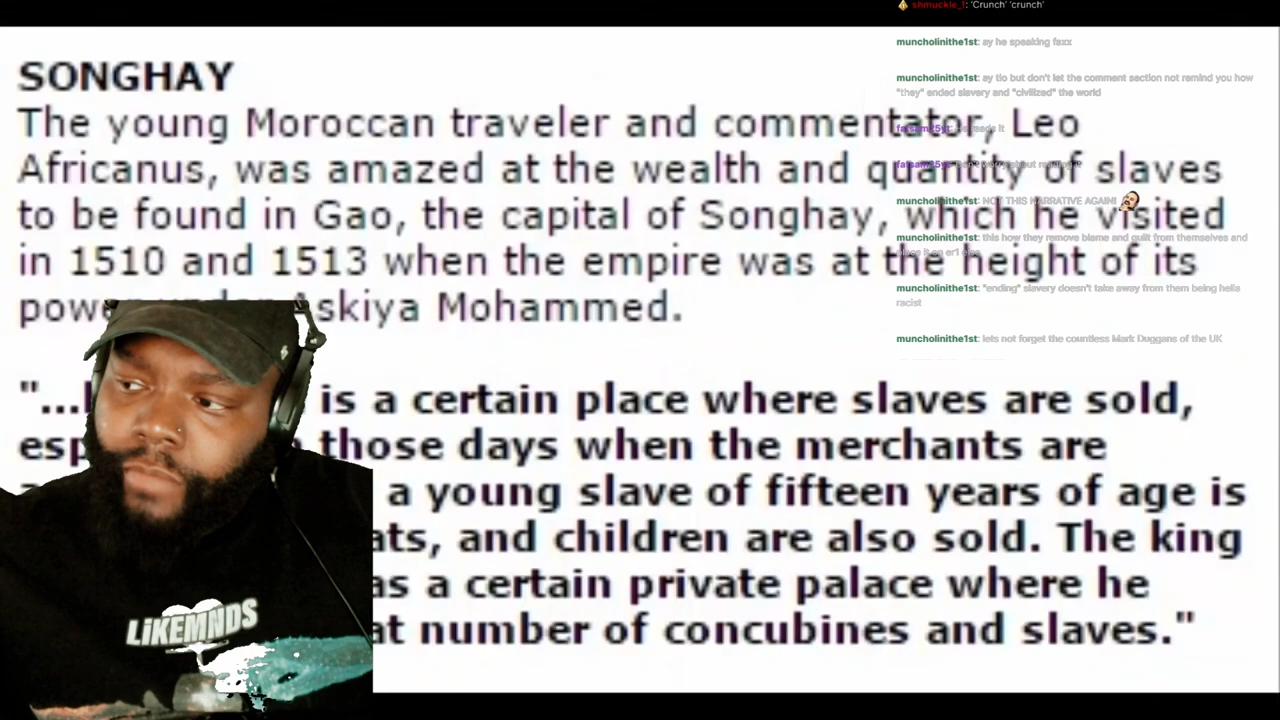 shmuckle_1: 'Crunch' 'crunch'
muncholinithe1st: ay he speaking faxx
muncholinithe1st: ay tio but don't let the comment section not remind you how
"they" ended slavery and "civilized" the world
muncholinithe1st: NOT THIS NARRATIVE AGAIN!
muncholinithe1st: this how they remove blame and guilt from themselves and
muncholinithe1st: "ending" slavery doesn't take away from them being hella
racist
muncholinithe1st: lets not forget the countless Mark Duggans of the UK
SONGHAY
The young Moroccan traveler and commentator, Leo
Africanus, was amazed at the wealth and quantity of slaves
to be found in Gao, the capital of Songhay, which he visited
in 1510 and 1513 when the empire was at the height of its
skiya Mohammed.
is a certain place where slaves are sold,
those days when the merchants are
a young slave of fifteen years of age is
ats, and children are also sold. The king
as a certain private palace where he
at number of concubines and slaves."
LiKEMNDS